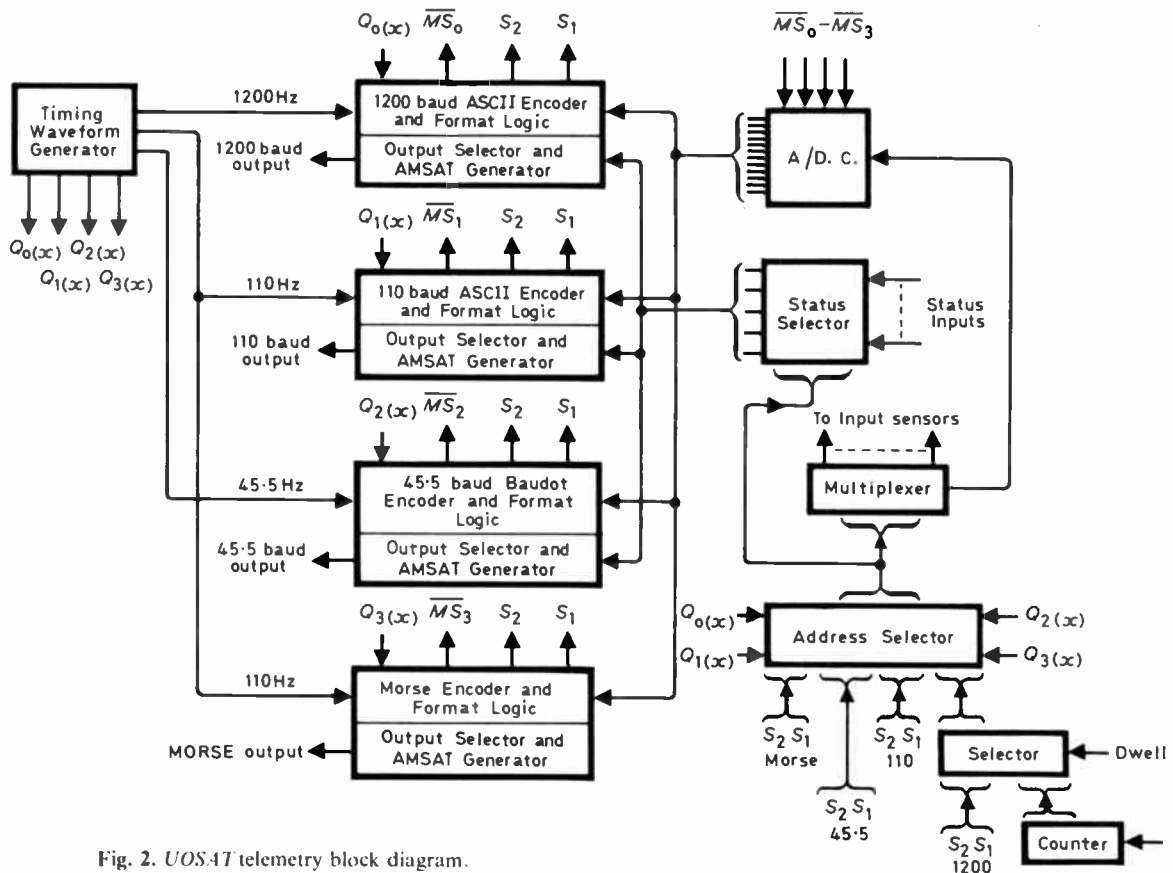 Q₀(x) M̅S̅₀ S₂ S₁
M̅S̅₀–M̅S̅₃
Timing
Waveform
Generator
1200Hz
1200 baud ASCII Encoder
and Format Logic
1200 baud
output
Output Selector and
AMSAT Generator
A/D.C.
Q₀(x) Q₂(x)
Q₁(x) Q₃(x)
Q₁(x) M̅S̅₁ S₂ S₁
110Hz
110 baud ASCII Encoder
and Format Logic
110 baud
output
Output Selector and
AMSAT Generator
Status
Selector
Status
Inputs
Q₂(x) M̅S̅₂ S₂ S₁
To Input sensors
45·5Hz
45·5 baud Baudot
Encoder and Format
Logic
Multiplexer
45·5 baud
output
Output Selector and
AMSAT Generator
Q₃(x) M̅S̅₃ S₂ S₁
Q₀(x)
Q₁(x)
Address Selector
Q₂(x)
Q₃(x)
110Hz
Morse Encoder and
Format Logic
MORSE output
Output Selector and
AMSAT Generator
S₂ S₁
Morse
S₂ S₁
45·5
S₂ S₁
110
Selector
Dwell
S₂ S₁
1200
Counter
Fig. 2. UOSAT telemetry block diagram.